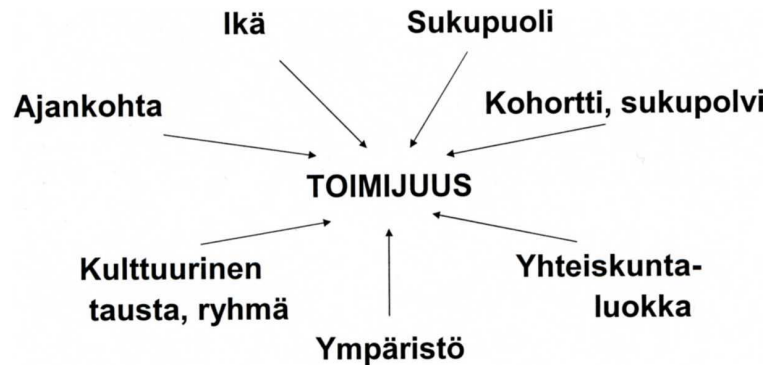 Ikä
Sukupuoli
Ajankohta
Kohortti, sukupolvi
TOIMIJUUS
Kulttuurinen
tausta, ryhmä
Yhteiskunta-
luokka
Ympäristö